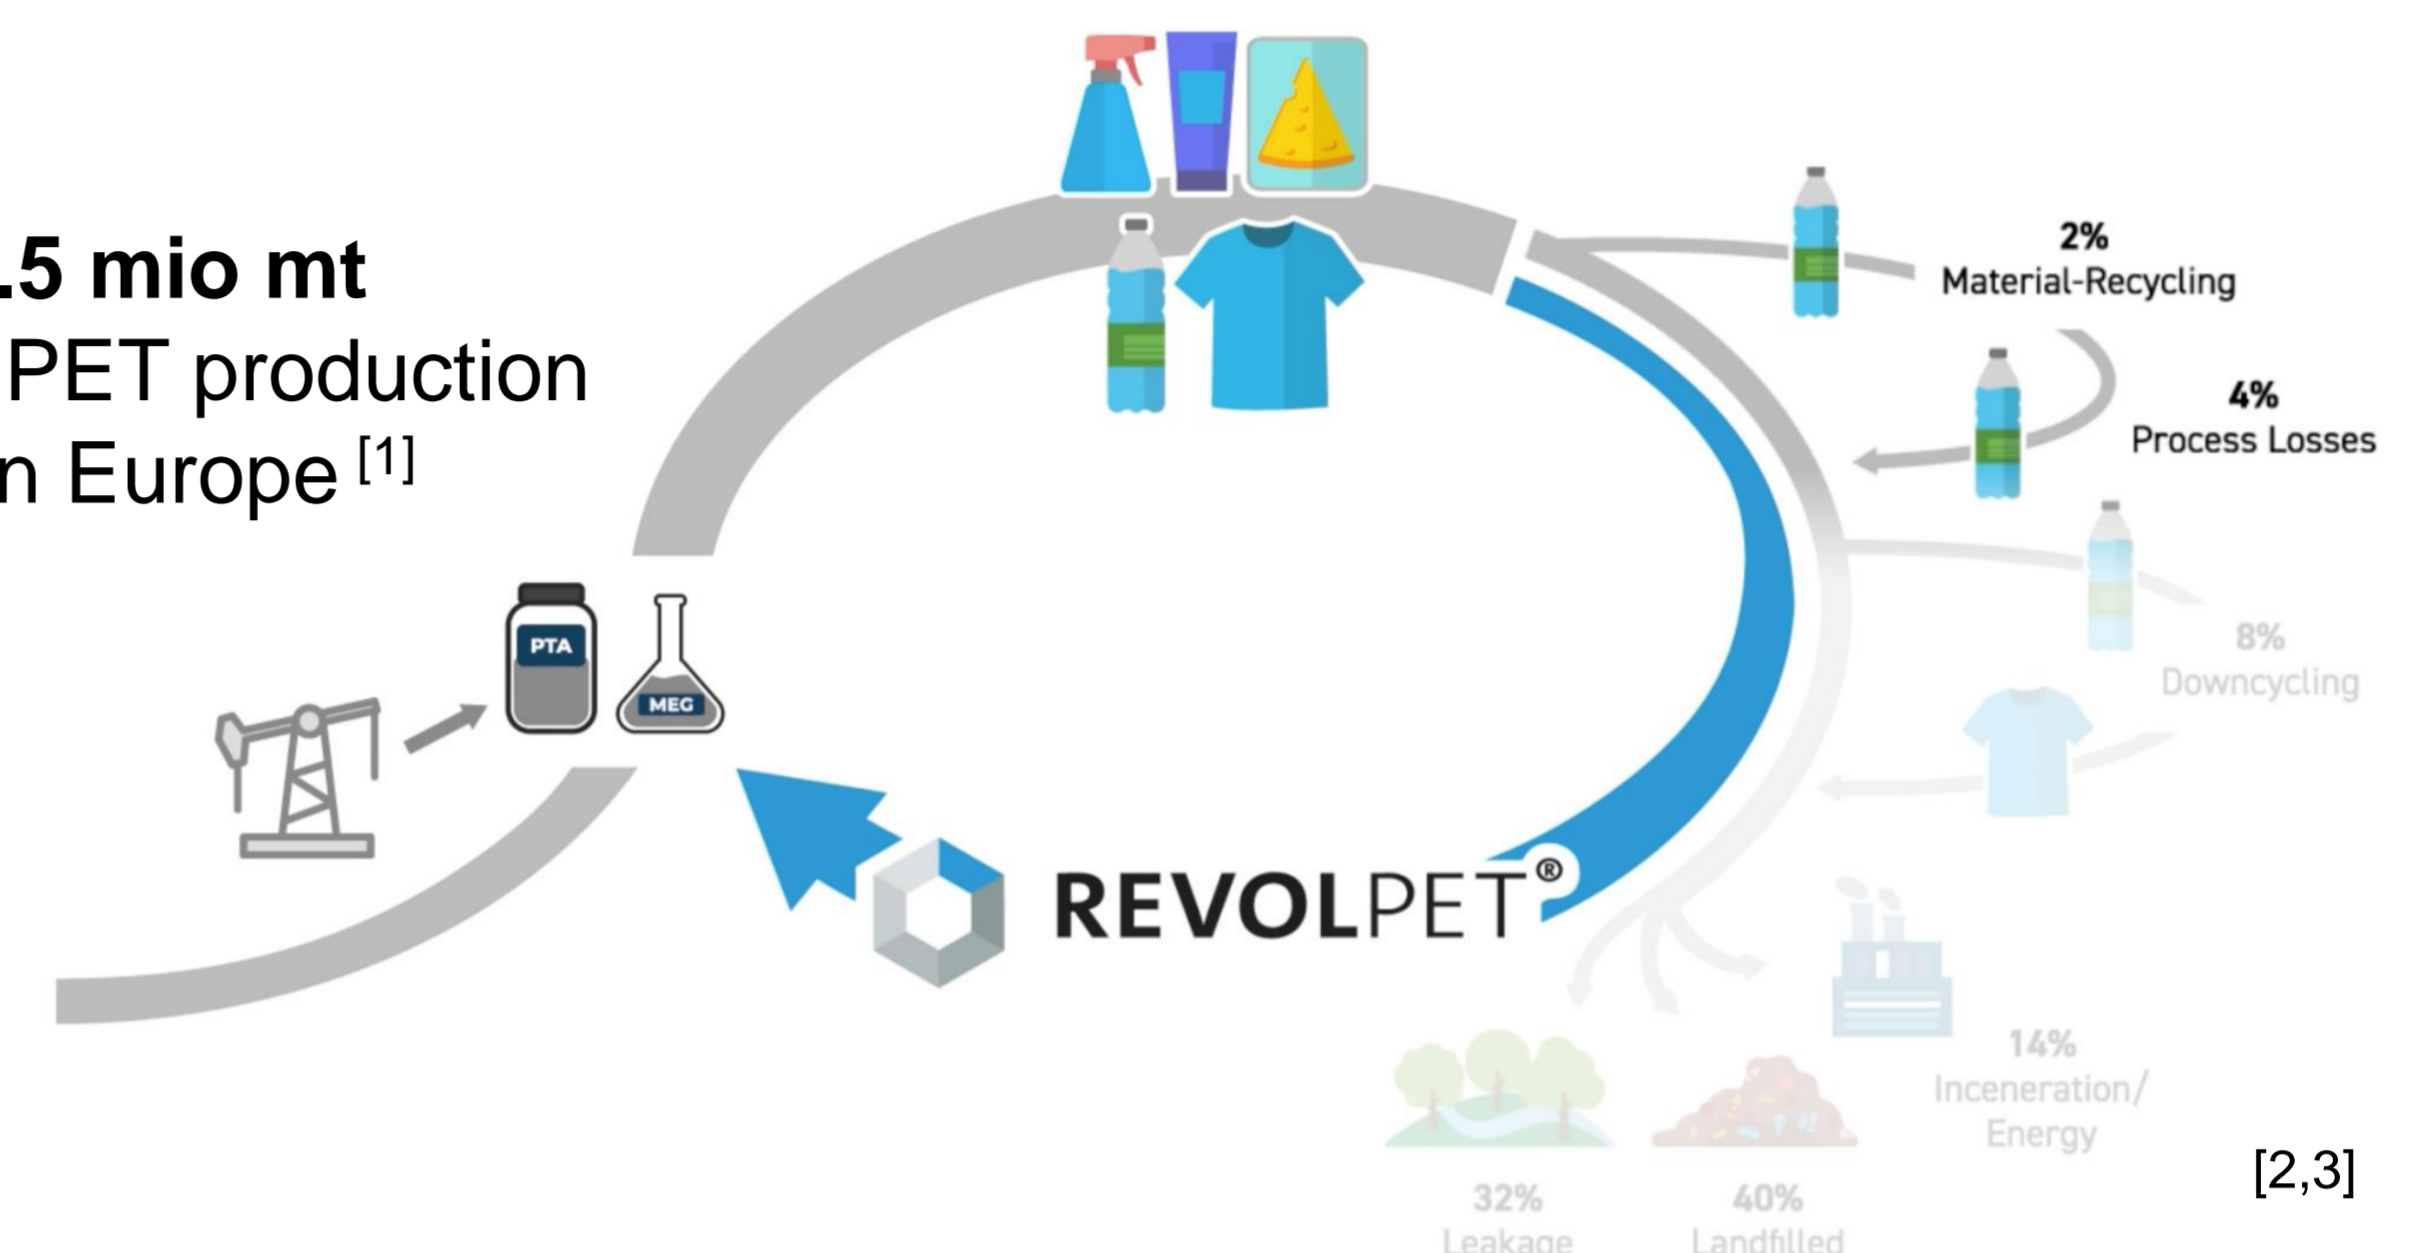 .5 mio mt
PET production
n Europe [1]
2%
Material-Recycling
4%
Process Losses
8%
Downcycling
PTA
MEG
REVOLPET®
14%
Inceneration/
Energy
32%
Leakage
40%
Landfilled
[2,3]